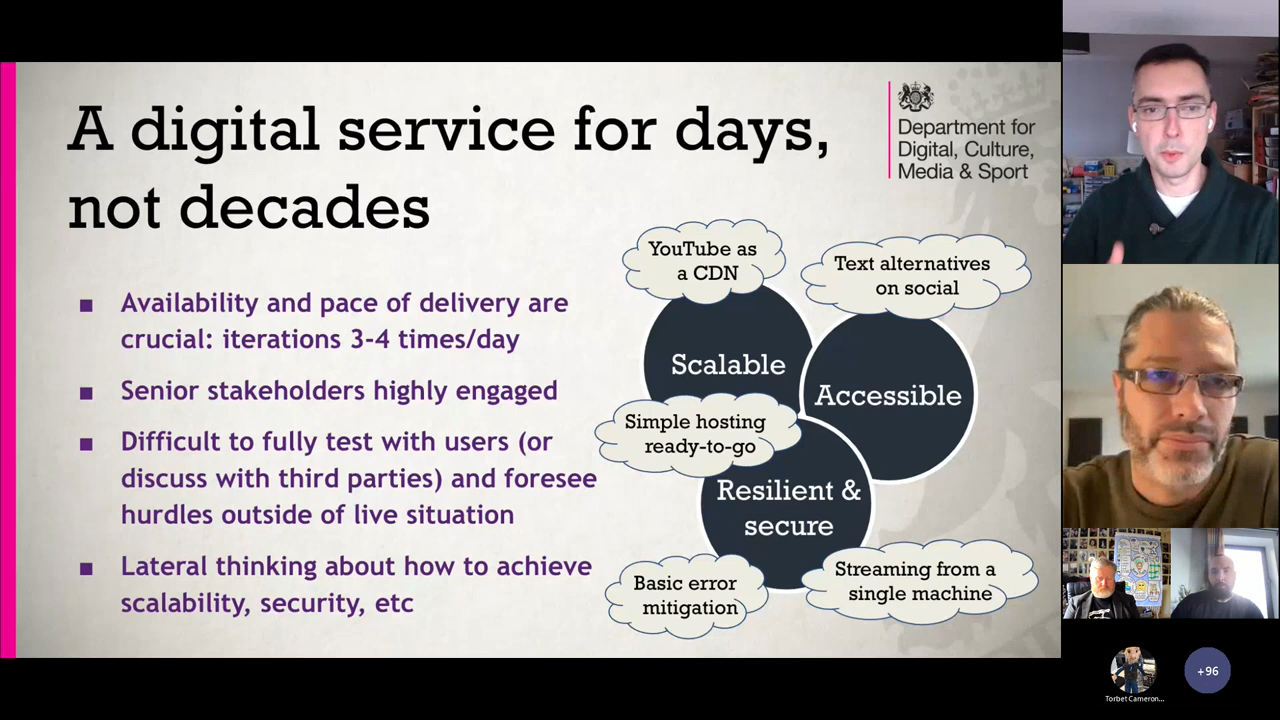 A digital service for days,
not decades
Department for
Digital, Culture,
Media & Sport
■ Availability and pace of delivery are
crucial: iterations 3-4 times/day
■ Senior stakeholders highly engaged
■ Difficult to fully test with users (or
discuss with third parties) and foresee
hurdles outside of live situation
■ Lateral thinking about how to achieve
scalability, security, etc
YouTube as
a CDN
Text alternatives
on social
Scalable
Accessible
Simple hosting
ready-to-go
Resilient &
secure
Basic error
mitigation
Streaming from a
single machine
Torbet Cameron...
+96